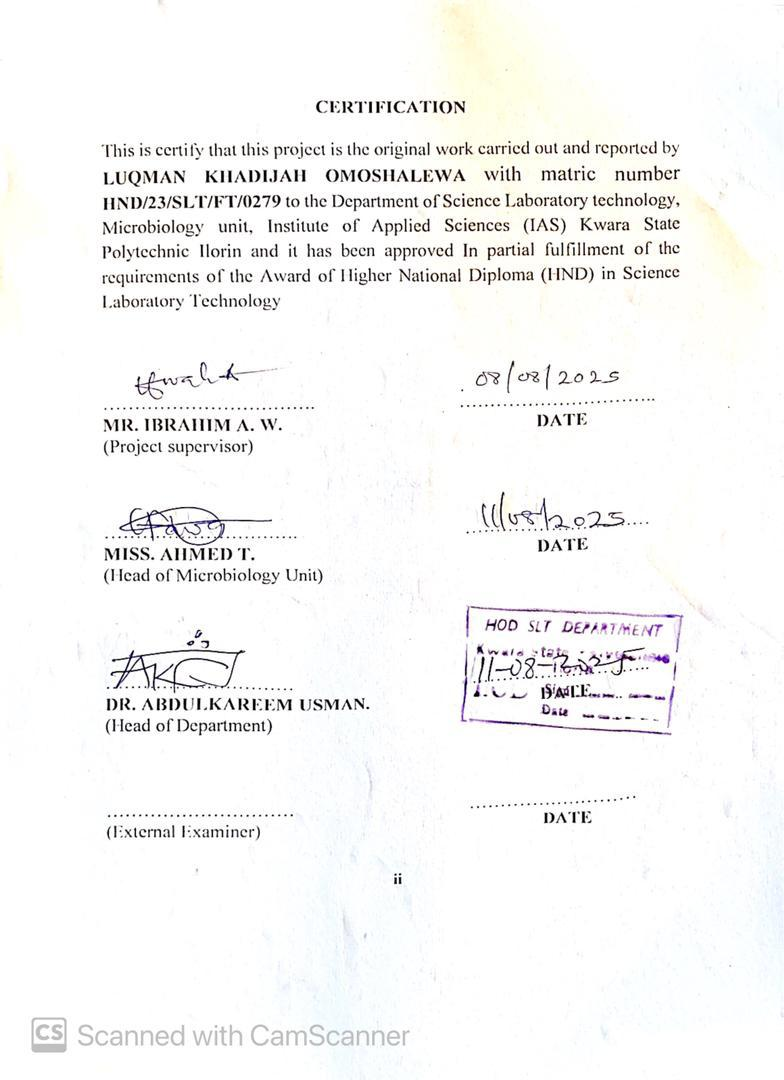 CERTIFICATION
This is certify that this project is the original work carried out and reported by
LUQMAN KHADIJAH OMOSHALEWA with matric number
HND/23/SLT/FT/0279 to the Department of Science Laboratory technology,
Microbiology unit, Institute of Applied Sciences (IAS) Kwara State
Polytechnic Ilorin and it has been approved In partial fulfillment of the
requirements of the Award of Higher National Diploma (HND) in Science
Laboratory Technology
08/08/2025
MR. IBRAHIM A. W.
DATE
(Project supervisor)
11/08/2025
MISS. AHMED T.
DATE
(Head of Microbiology Unit)
HOD SLT DEPARTMENT
Kwara State
11-08-2025
DATE
Date
DR. ABDULKAREEM USMAN.
(Head of Department)
(External Examiner)
DATE
ii
CS Scanned with CamScanner